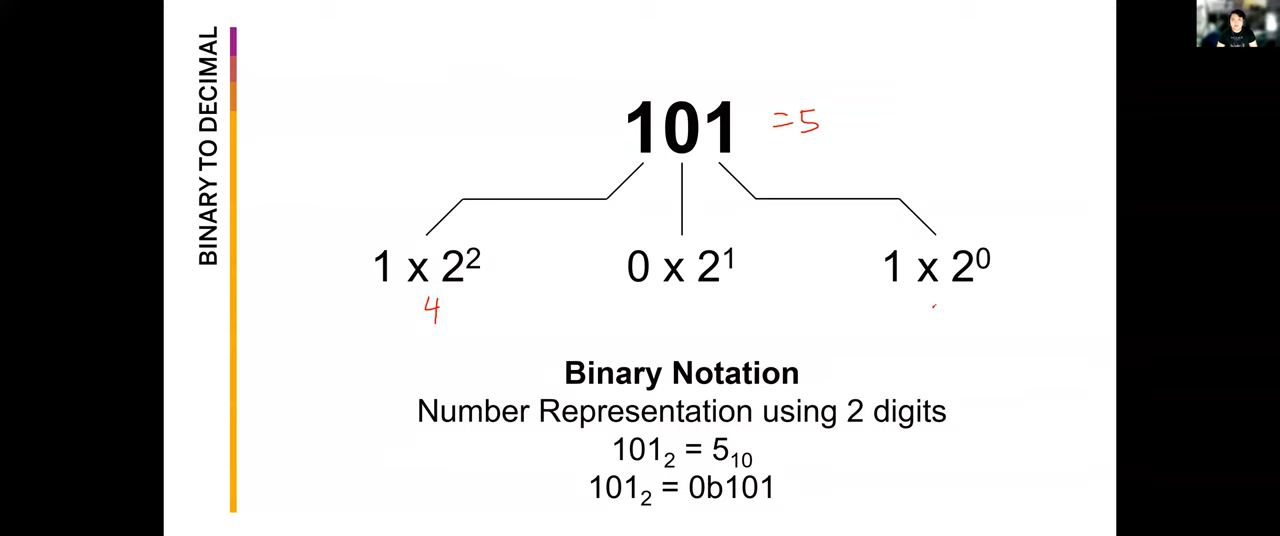 BINARY TO DECIMAL
101 =5
1 x 2² 0 x 2¹ 1 x 2⁰
4
Binary Notation
Number Representation using 2 digits
101₂ = 5₁₀
101₂ = 0b101